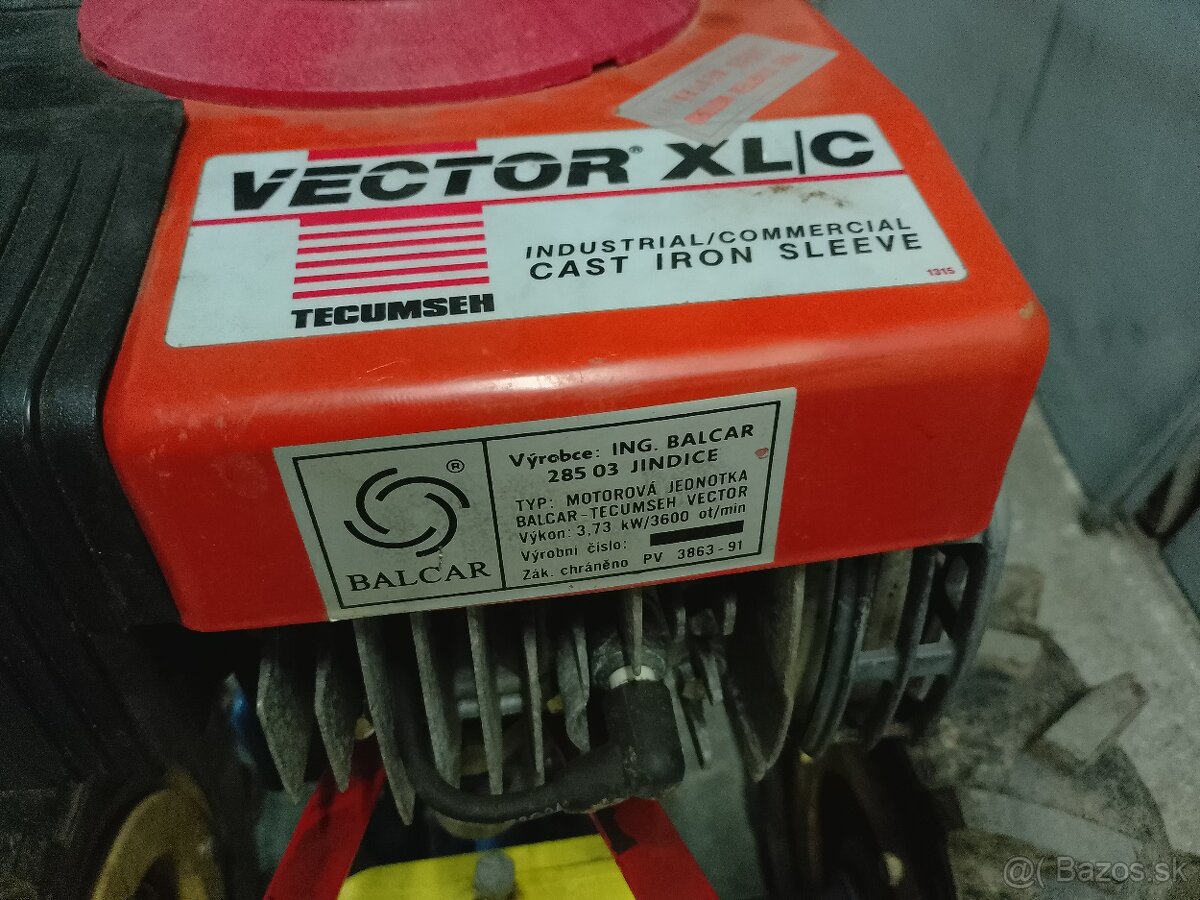 VECTOR® XL/C
INDUSTRIAL/COMMERCIAL
CAST IRON SLEEVE
1315
TECUMSEH
®
BALCAR
Výrobce: ING. BALCAR
285 03 JINDICE
TYP: MOTOROVÁ JEDNOTKA
BALCAR-TECUMSEH VECTOR
Výkon: 3,73 kW/3600 ot/min
Výrobní číslo:
Zák. chráněno PV 3863-91
@( Bazos.sk